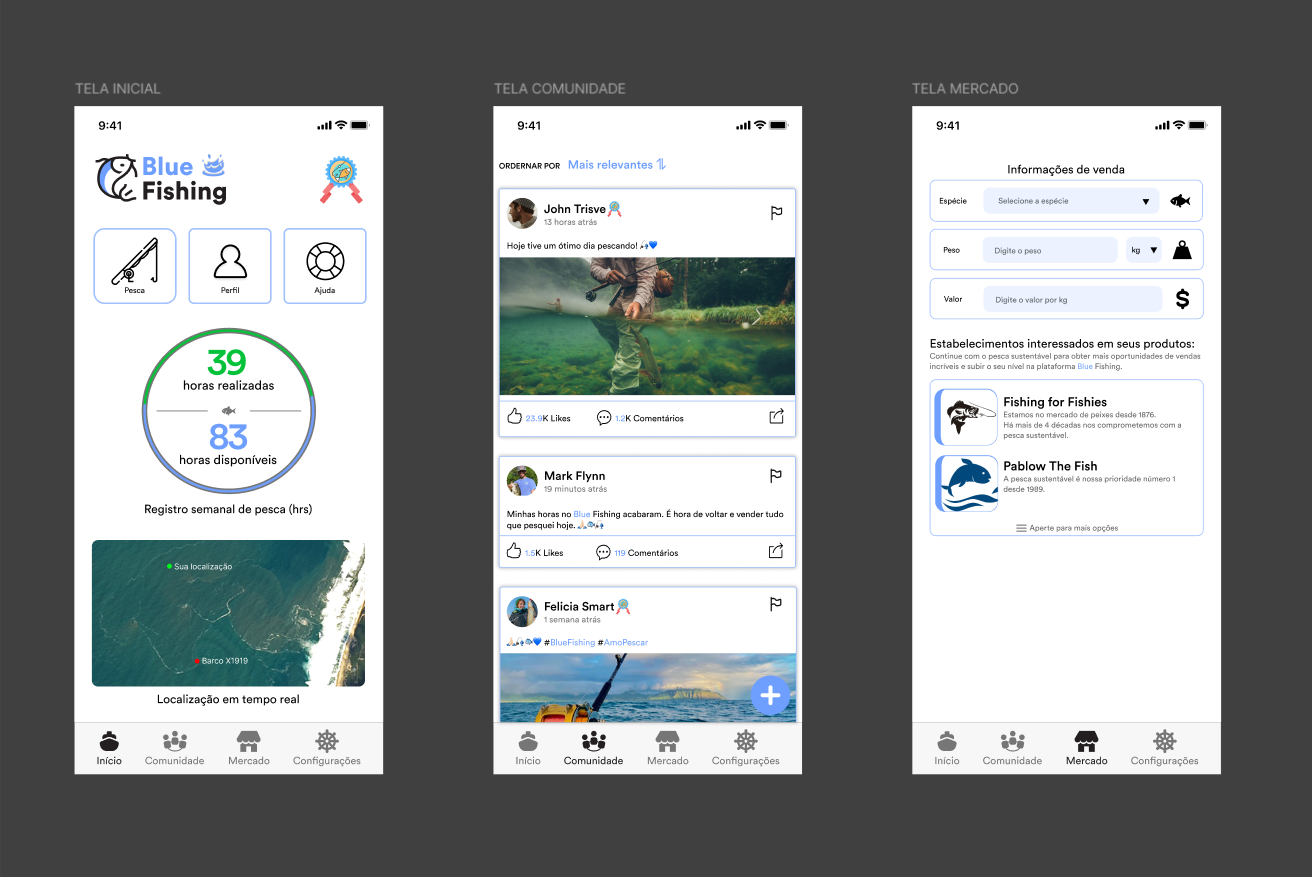 TELA INICIAL
9:41
Blue
Fishing
Pesca
Perfil
Ajuda
39
horas realizadas
83
horas disponíveis
Registro semanal de pesca (hrs)
Sua localização
Barco X1919
Localização em tempo real
Início
Comunidade
Mercado
Configurações
TELA COMUNIDADE
9:41
ORDERNAR POR Mais relevantes
John Trisve
13 horas atrás
Hoje tive um ótimo dia pescando! 🎣💙
23.9K Likes
1.2K Comentários
Mark Flynn
19 minutos atrás
Minhas horas no Blue Fishing acabaram. É hora de voltar e vender tudo
que pesquei hoje. 🙏🏻🐟🎣
1.5K Likes
119 Comentários
Felicia Smart
1 semana atrás
🙏🏻🎣🐟💙 #BlueFishing #AmoPescar
Início
Comunidade
Mercado
Configurações
TELA MERCADO
9:41
Informações de venda
Espécie
Selecione a espécie
Peso
Digite o peso
kg
Valor
Digite o valor por kg
$
Estabelecimentos interessados em seus produtos:
Continue com o pesca sustentável para obter mais oportunidades de vendas
incríveis e subir o seu nível na plataforma Blue Fishing.
Fishing for Fishies
Estamos no mercado de peixes desde 1876.
Há mais de 4 décadas nos comprometemos com a
pesca sustentável.
Pablow The Fish
A pesca sustentável é nossa prioridade número 1
desde 1989.
Aperte para mais opções
Início
Comunidade
Mercado
Configurações